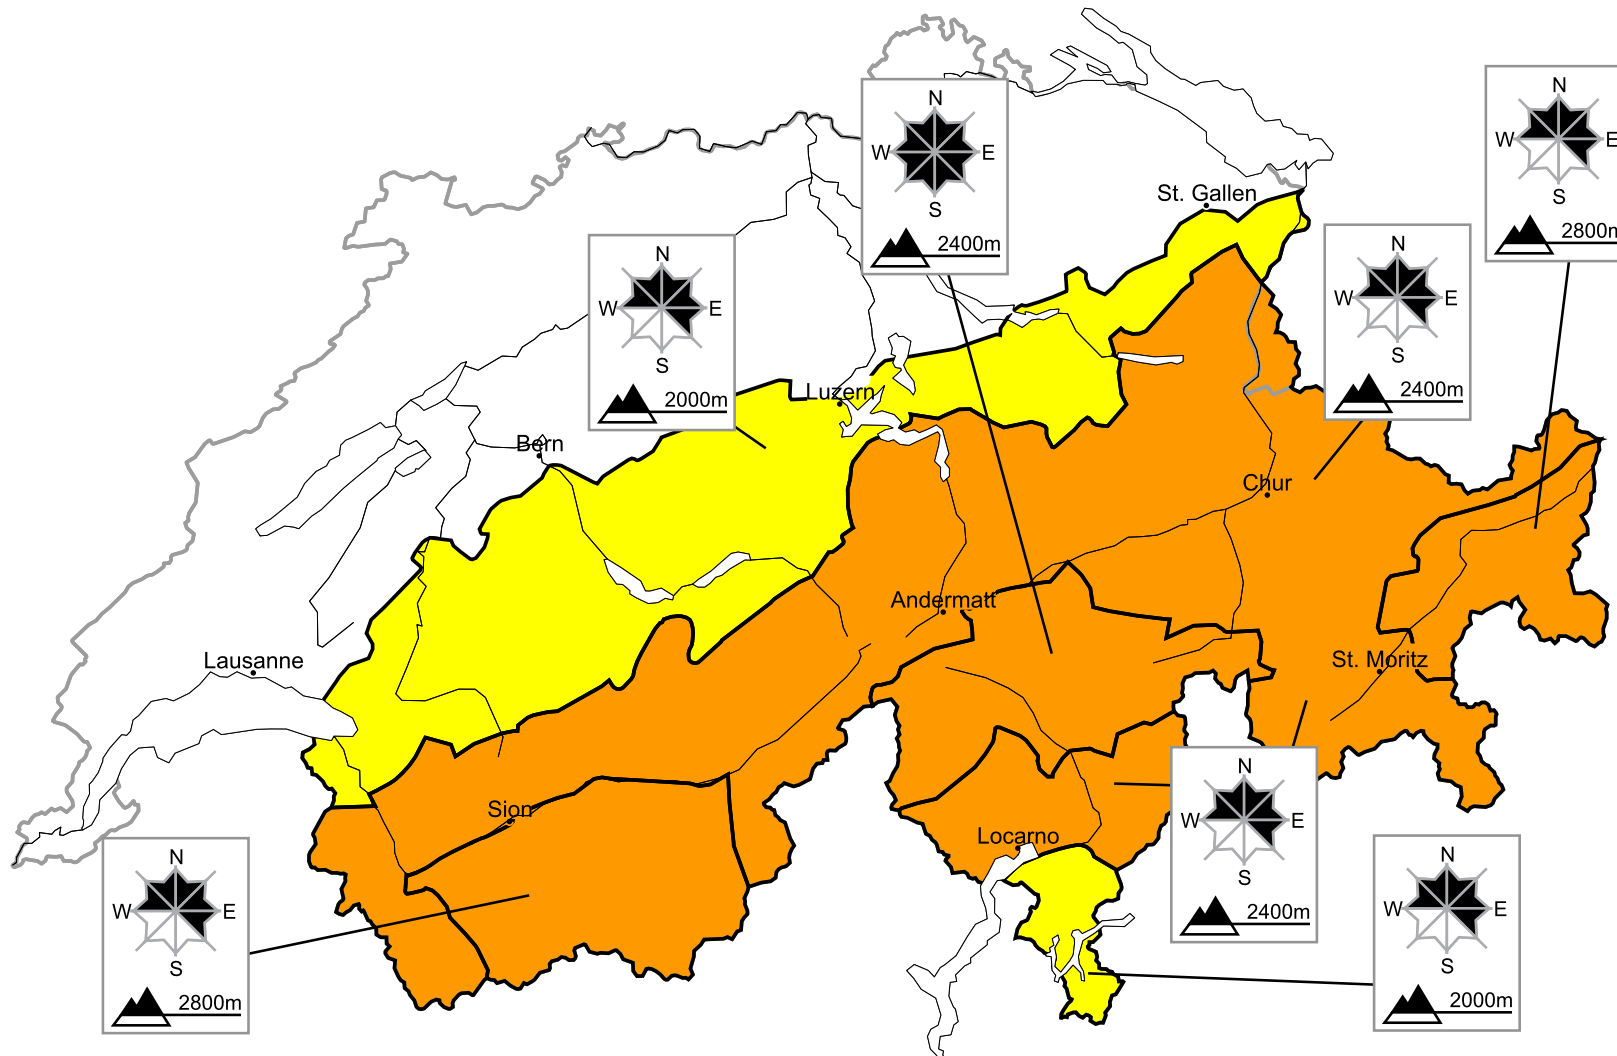 N
W E
S
2400m
N
W E
S
2800m
St. Gallen
N
W E
S
2000m
N
W E
S
2400m
Luzern
Bern
Chur
Andermatt
Lausanne
St. Moritz
Sion
Locarno
N
W E
S
2400m
N
W E
S
2800m
N
W E
S
2000m